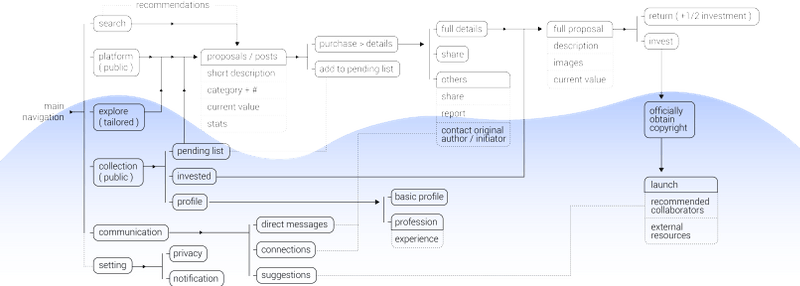 recommendations
search
platform
( public )
main
navigation
explore
( tailored )
collection
( public )
communication
setting
pending list
invested
profile
privacy
notification
proposals / posts
short description
category + #
current value
stats
direct messages
connections
suggestions
purchase > details
add to pending list
basic profile
profession
experience
full details
share
others
share
report
contact original
author / initiator
full proposal
description
images
current value
return ( +1/2 investment )
invest
officially
obtain
copyright
launch
recommended
collaborators
external
resources